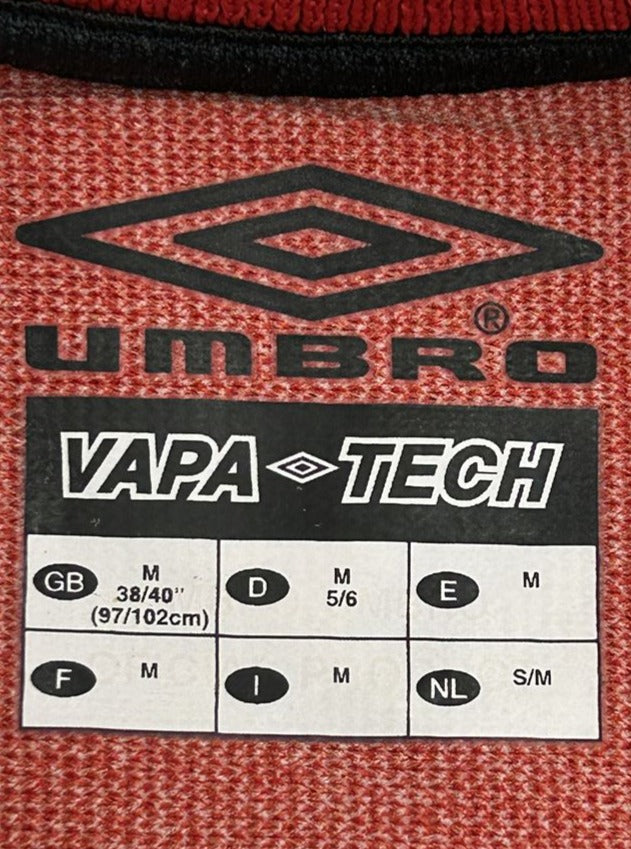 UMBRO®
VAPA TECH
GB M
38/40"
(97/102cm)
D M
5/6
E M
F M
I M
NL S/M